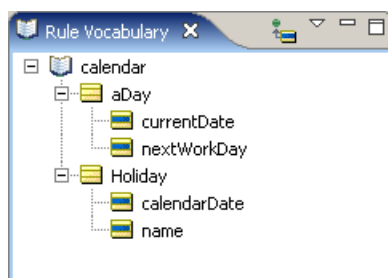 Rule Vocabulary
calendar
aDay
currentDate
nextWorkDay
Holiday
calendarDate
name